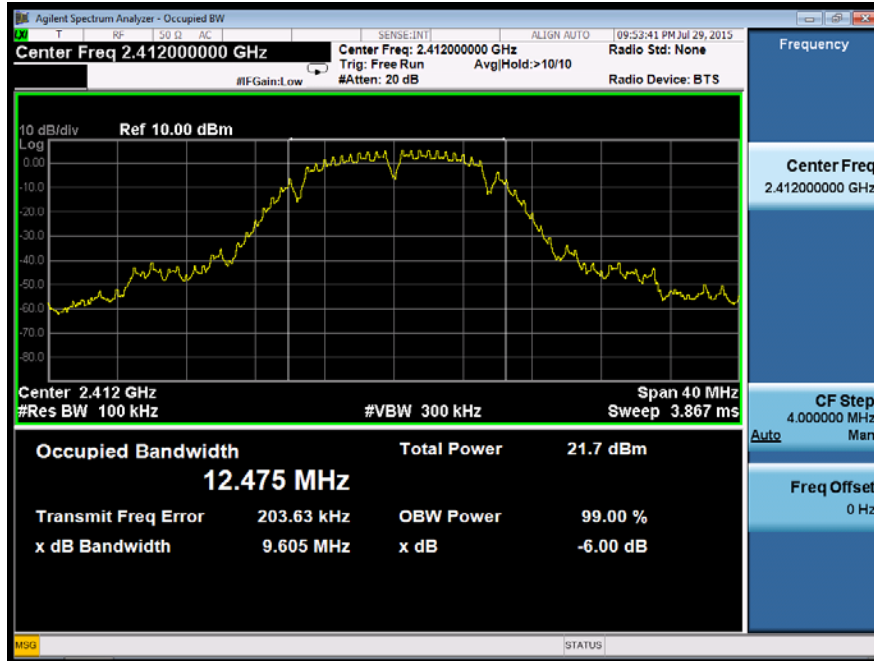 Agilent Spectrum Analyzer - Occupied BW
T RF 50 Ω AC SENSE:INT ALIGN AUTO 09:53:41 PM Jul 29, 2015
Center Freq 2.412000000 GHz
Center Freq: 2.412000000 GHz
Radio Std: None
Trig: Free Run Avg|Hold:>10/10
#IFGain:Low #Atten: 20 dB Radio Device: BTS
10 dB/div Ref 10.00 dBm
Log
0.00
-10.0
-20.0
-30.0
-40.0
-50.0
-60.0
-70.0
-80.0
Center 2.412 GHz Span 40 MHz
#Res BW 100 kHz #VBW 300 kHz Sweep 3.867 ms
Occupied Bandwidth Total Power 21.7 dBm
12.475 MHz
Transmit Freq Error 203.63 kHz OBW Power 99.00 %
x dB Bandwidth 9.605 MHz x dB -6.00 dB
MSG STATUS
Frequency
Center Freq
2.412000000 GHz
CF Step
4.000000 MHz
Auto Man
Freq Offset
0 Hz